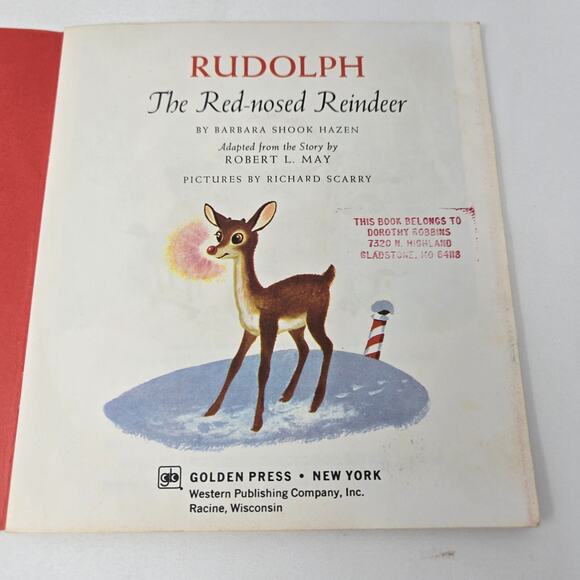 RUDOLPH
The Red-nosed Reindeer
BY BARBARA SHOOK HAZEN
Adapted from the Story by
ROBERT L. MAY
PICTURES BY RICHARD SCARRY
THIS BOOK BELONGS TO
DOROTHY ROBBINS
7320 N. HIGHLAND
GLADSTONE, MO 64118
gb GOLDEN PRESS • NEW YORK
Western Publishing Company, Inc.
Racine, Wisconsin